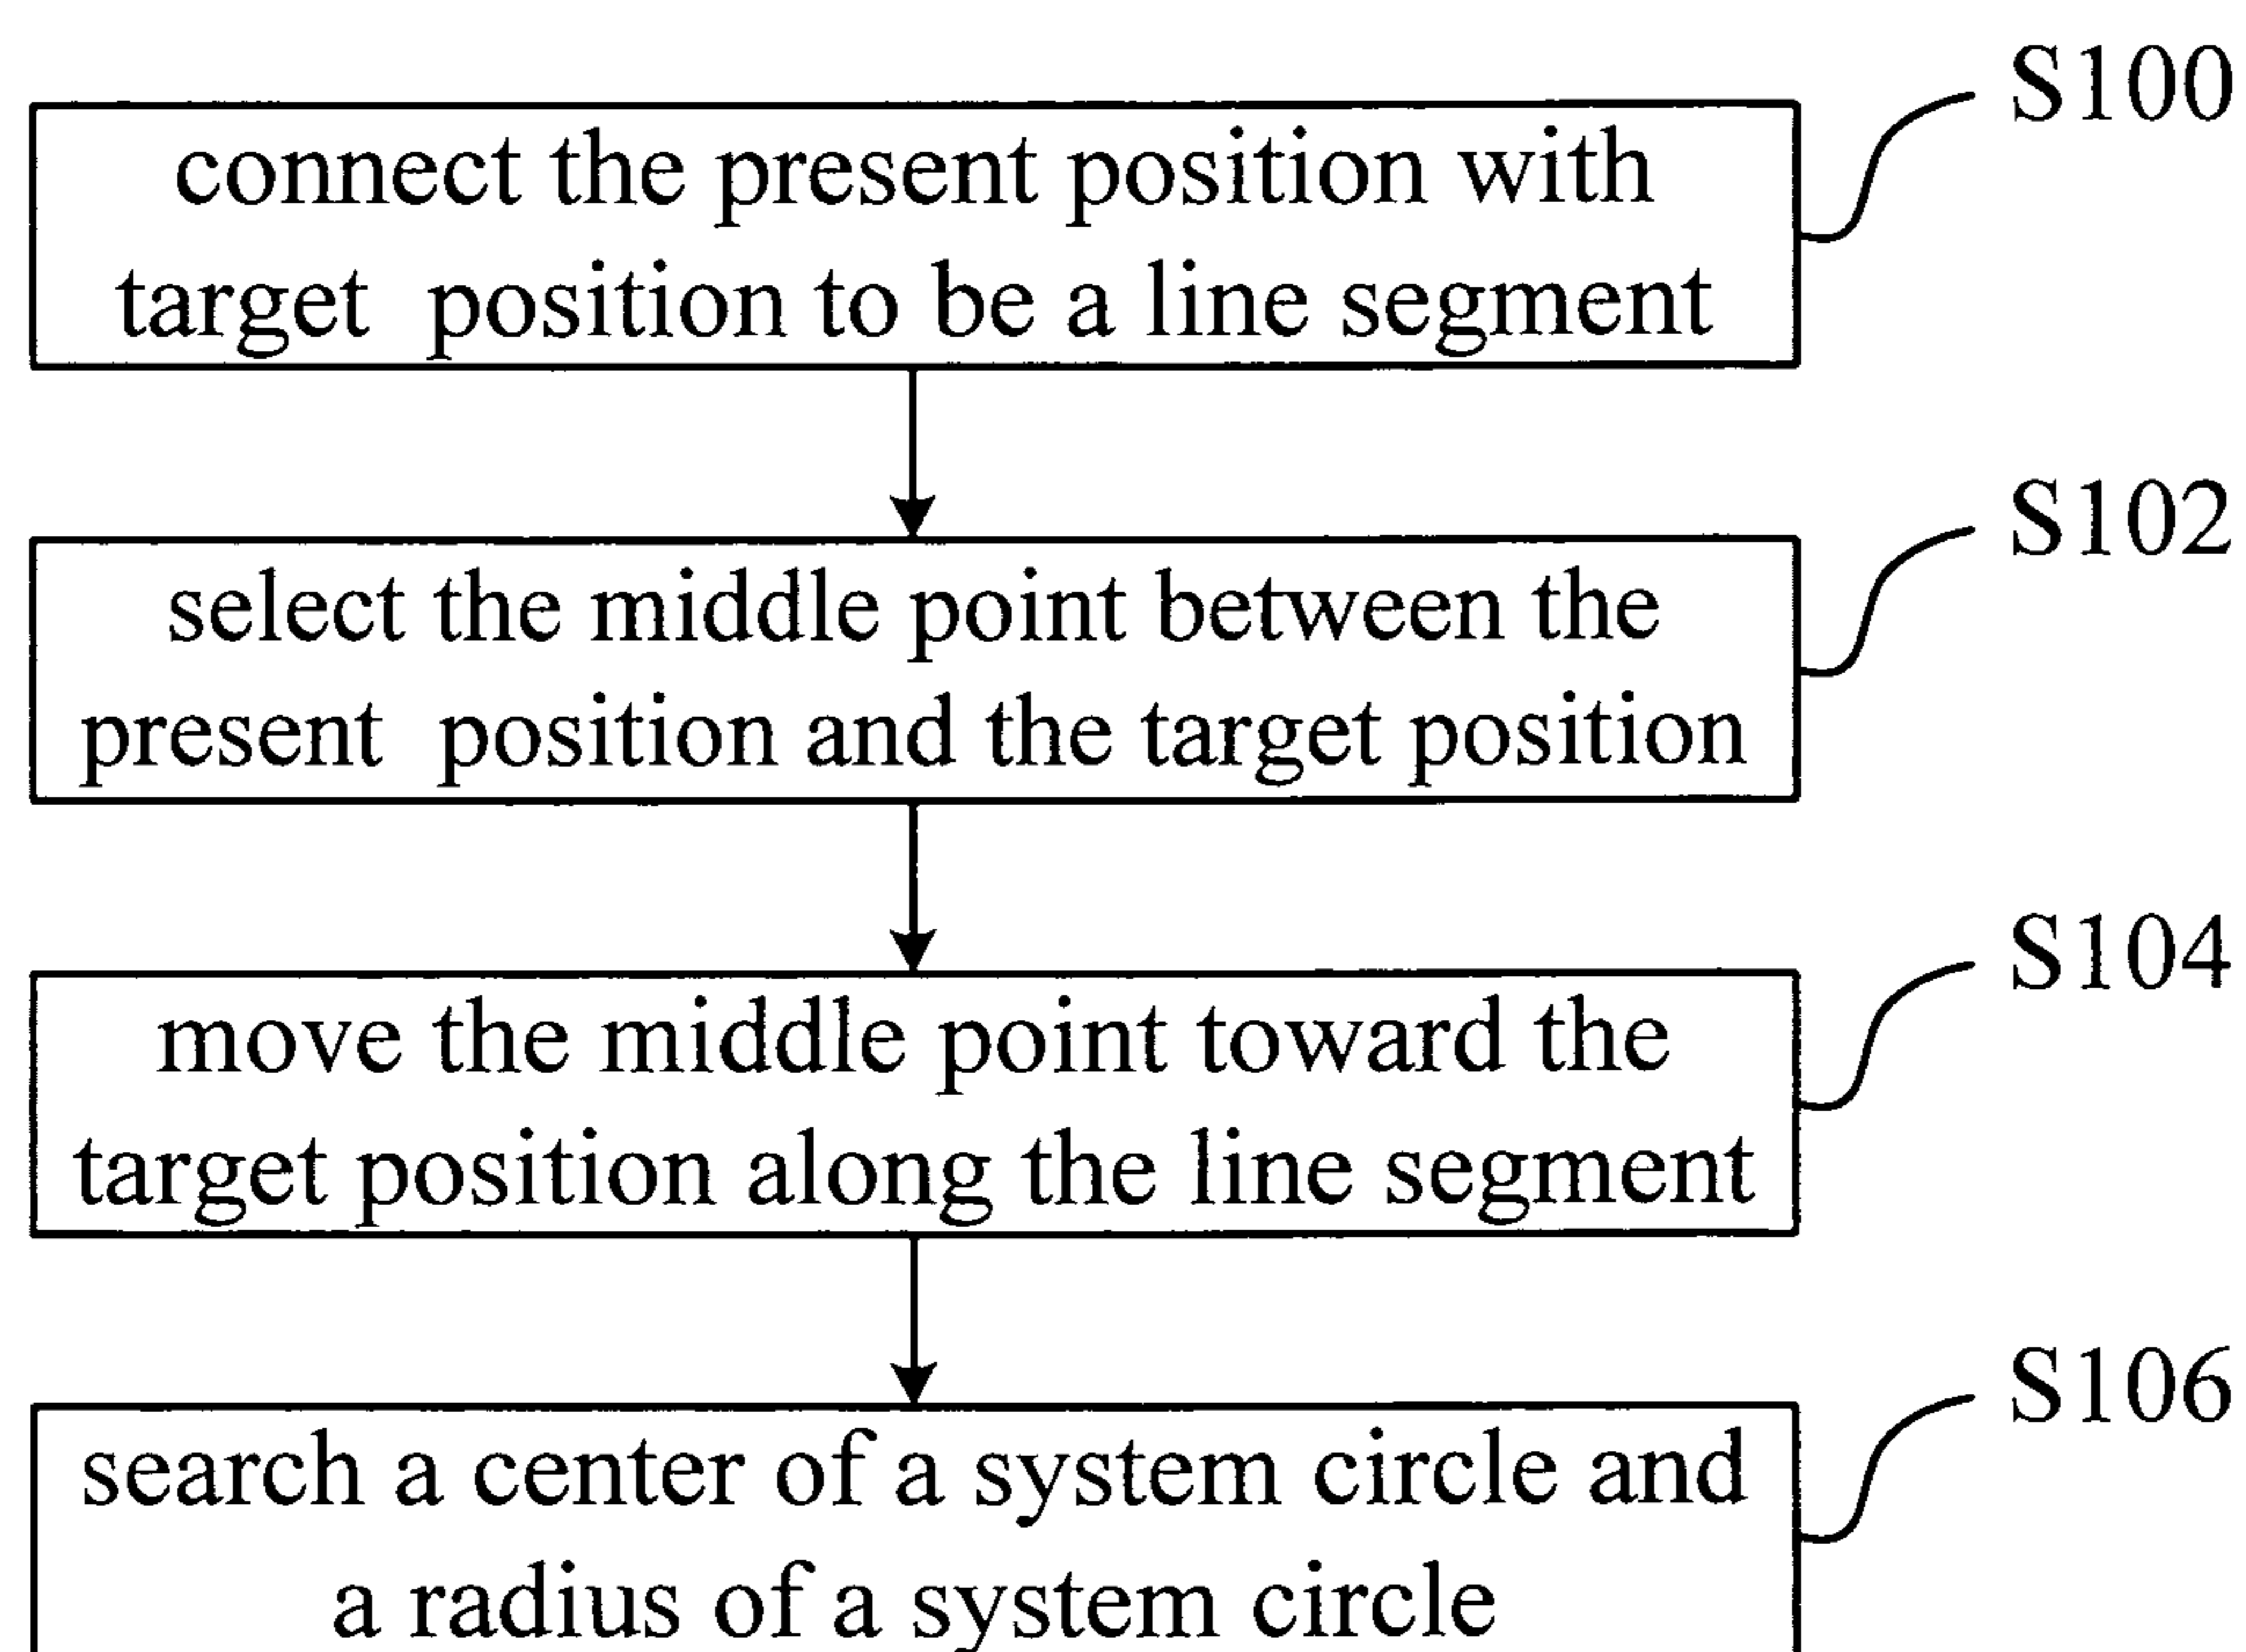 S100
connect the present position with
target position to be a line segment
S102
select the middle point between the
present position and the target position
S104
move the middle point toward the
target position along the line segment
S106
search a center of a system circle and
a radius of a system circle